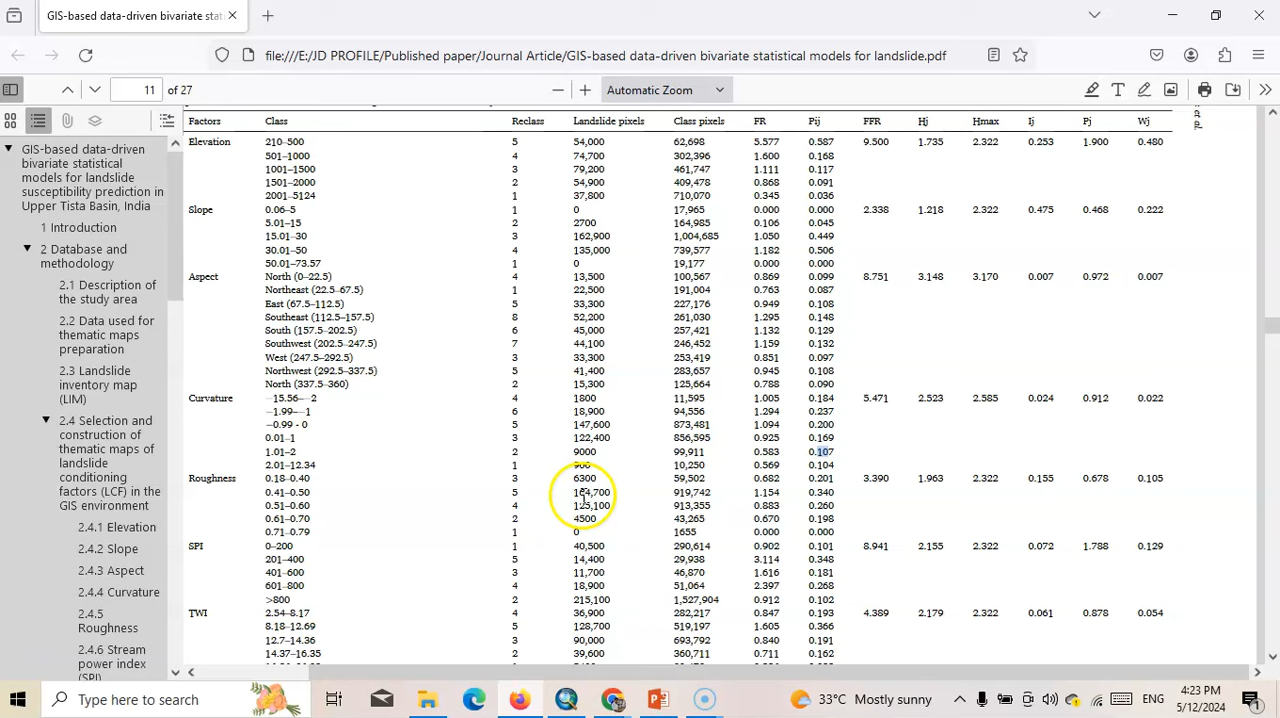 GIS-based data-driven bivariate stati
file:///E:/JD PROFILE/Published paper/Journal Article/GIS-based data-driven bivariate statistical models for landslide.pdf
11 of 27
Automatic Zoom
GIS-based data-driven
bivariate statistical
models for landslide
susceptibility prediction in
Upper Tista Basin, India
1 Introduction
2 Database and
methodology
2.1 Description of
the study area
2.2 Data used for
thematic maps
preparation
2.3 Landslide
inventory map
(LIM)
2.4 Selection and
construction of
thematic maps of
landslide
conditioning
factors (LCF) in the
GIS environment
2.4.1 Elevation
2.4.2 Slope
2.4.3 Aspect
2.4.4 Curvature
2.4.5
Roughness
2.4.6 Stream
power index
(SPI)
Factors Class Reclass Landslide pixels Class pixels FR Pij FFR Hj Hmax Ij Pj Wj
Elevation 210–500 5 54,000 62,698 5.577 0.587 9.500 1.735 2.322 0.253 1.900 0.480
501–1000 4 74,700 302,396 1.600 0.168
1001–1500 3 79,200 461,747 1.111 0.117
1501–2000 2 54,900 409,478 0.868 0.091
2001–5124 1 37,800 710,070 0.345 0.036
Slope 0.06–5 1 0 17,965 0.000 0.000 2.338 1.218 2.322 0.475 0.468 0.222
5.01–15 2 2700 164,985 0.106 0.045
15.01–30 3 162,900 1,004,685 1.050 0.449
30.01–50 4 135,000 739,577 1.182 0.506
50.01–73.57 1 0 19,177 0.000 0.000
Aspect North (0–22.5) 4 13,500 100,567 0.869 0.099 8.751 3.148 3.170 0.007 0.972 0.007
Northeast (22.5–67.5) 1 22,500 191,004 0.763 0.087
East (67.5–112.5) 5 33,300 227,176 0.949 0.108
Southeast (112.5–157.5) 8 52,200 261,030 1.295 0.148
South (157.5–202.5) 6 45,000 257,421 1.132 0.129
Southwest (202.5–247.5) 7 44,100 246,452 1.159 0.132
West (247.5–292.5) 3 33,300 253,419 0.851 0.097
Northwest (292.5–337.5) 5 41,400 283,657 0.945 0.108
North (337.5–360) 2 15,300 125,664 0.788 0.090
Curvature −15.56– 2 4 1800 11,595 1.005 0.184 5.471 2.523 2.585 0.024 0.912 0.022
−1.99– 1 6 18,900 94,556 1.294 0.237
−0.99 - 0 5 147,600 873,481 1.094 0.200
0.01–1 3 122,400 856,595 0.925 0.169
1.01–2 2 9000 99,911 0.583 0.107
2.01–12.34 1 900 10,250 0.569 0.104
Roughness 0.18–0.40 3 6300 59,502 0.682 0.201 3.390 1.963 2.322 0.155 0.678 0.105
0.41–0.50 5 164,700 919,742 1.154 0.340
0.51–0.60 4 125,100 913,355 0.883 0.260
0.61–0.70 2 4500 43,265 0.670 0.198
0.71–0.79 1 0 1655 0.000 0.000
SPI 0–200 1 40,500 290,614 0.902 0.101 8.941 2.155 2.322 0.072 1.788 0.129
201–400 5 14,400 29,938 3.114 0.348
401–600 3 11,700 46,870 1.616 0.181
601–800 4 18,900 51,064 2.397 0.268
>800 2 215,100 1,527,904 0.912 0.102
TWI 2.54–8.17 4 36,900 282,217 0.847 0.193 4.389 2.179 2.322 0.061 0.878 0.054
8.18–12.69 5 128,700 519,197 1.605 0.366
12.7–14.36 3 90,000 693,792 0.840 0.191
14.37–16.35 2 39,600 360,711 0.711 0.162
et al.
Type here to search
33°C Mostly sunny
ENG
4:23 PM
5/12/2024